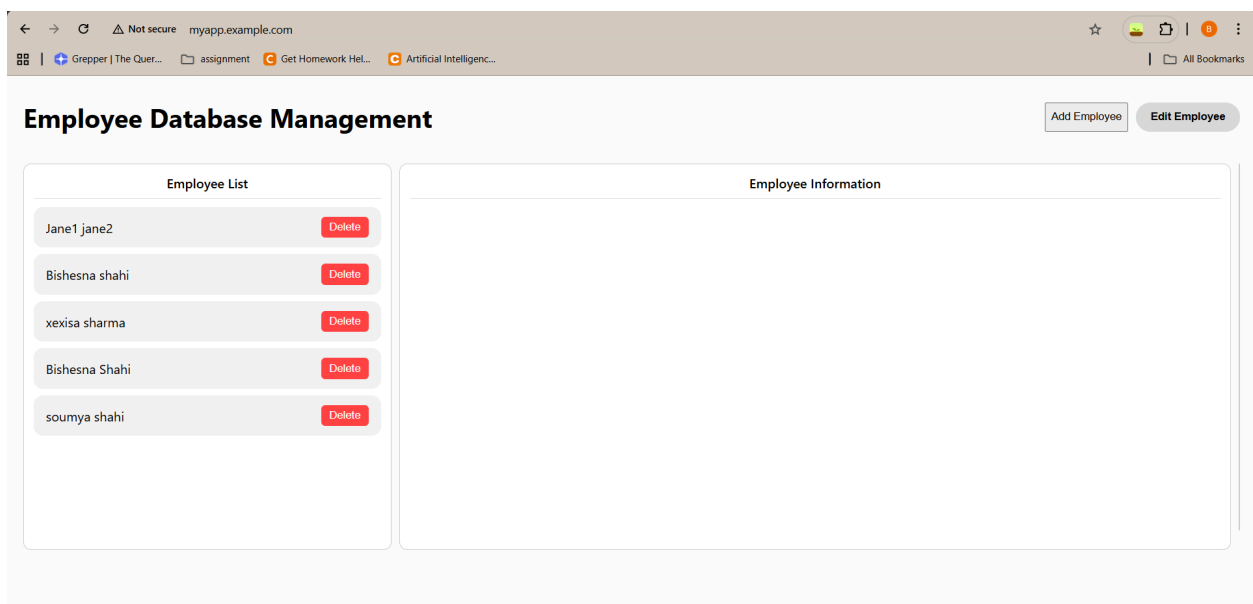 Not secure myapp.example.com B
Grepper | The Quer... assignment C Get Homework Hel... C Artificial Intelligenc... All Bookmarks
Employee Database Management
Add Employee Edit Employee
Employee List
Jane1 jane2 Delete
Bishesna shahi Delete
xexisa sharma Delete
Bishesna Shahi Delete
soumya shahi Delete
Employee Information